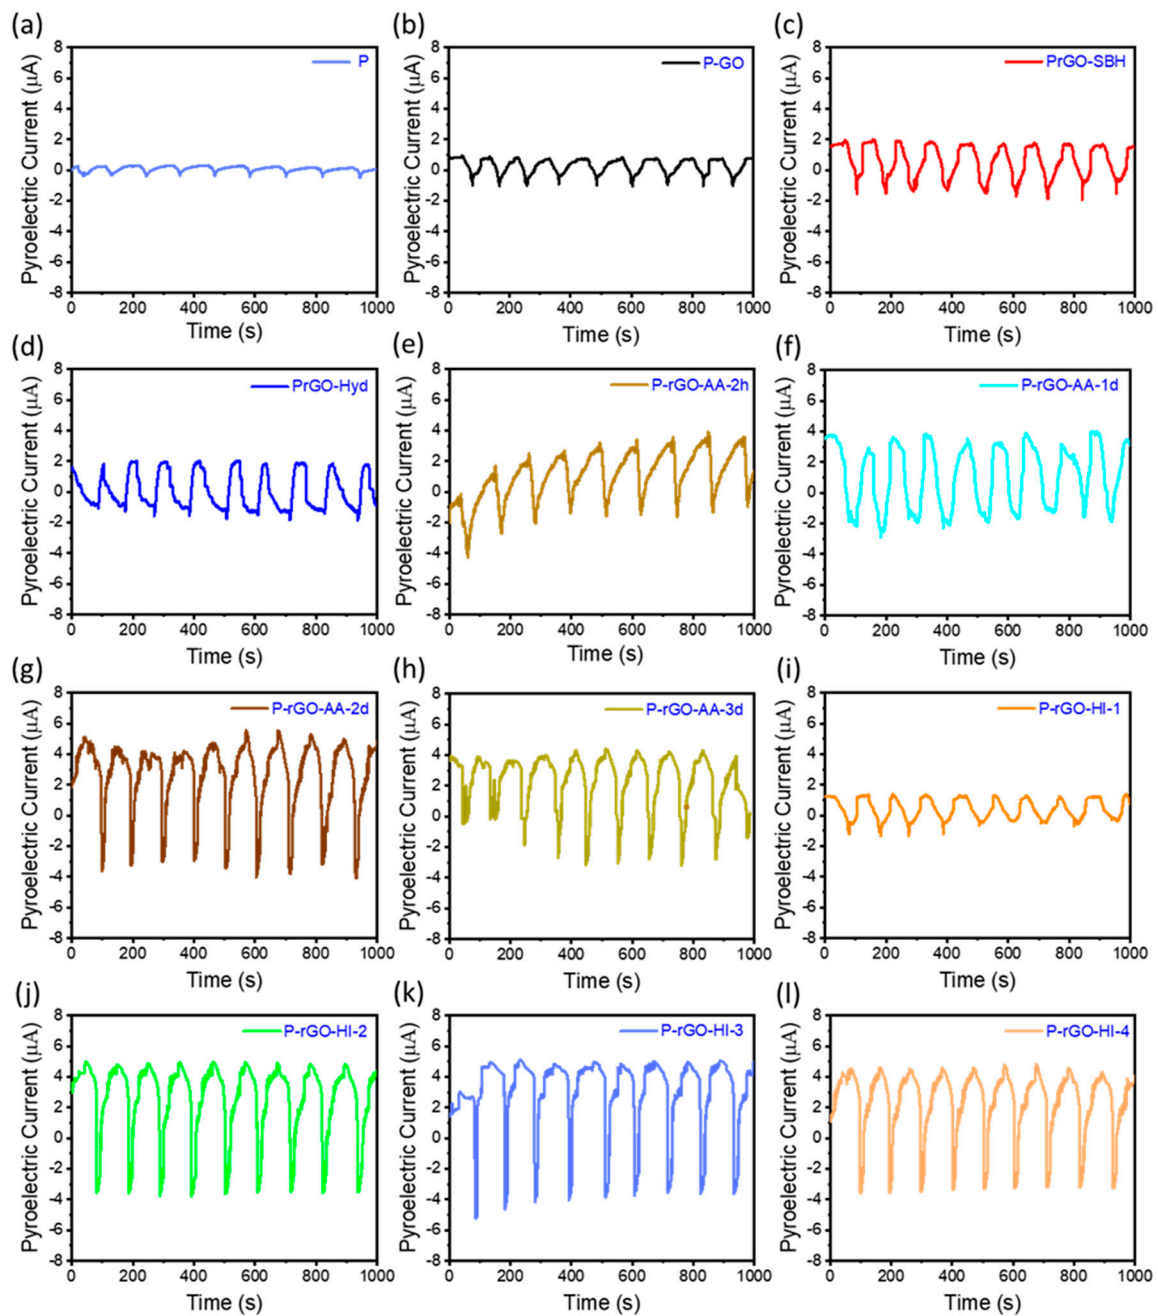 (a)
(b)
(c)
P
P-GO
PrGO-SBH
Pyroelectric Current (μA)
8
6
4
2
0
-2
-4
-6
-8
0 200 400 600 800 1000
Time (s)
Pyroelectric Current (μA)
8
6
4
2
0
-2
-4
-6
-8
0 200 400 600 800 1000
Time (s)
Pyroelectric Current (μA)
8
6
4
2
0
-2
-4
-6
-8
0 200 400 600 800 1000
Time (s)
(d)
(e)
(f)
PrGO-Hyd
P-rGO-AA-2h
P-rGO-AA-1d
Pyroelectric Current (μA)
8
6
4
2
0
-2
-4
-6
-8
0 200 400 600 800 1000
Time (s)
Pyroelectric Current (μA)
8
6
4
2
0
-2
-4
-6
-8
0 200 400 600 800 1000
Time (s)
Pyroelectric Current (μA)
8
6
4
2
0
-2
-4
-6
-8
0 200 400 600 800 1000
Time (s)
(g)
(h)
(i)
P-rGO-AA-2d
P-rGO-AA-3d
P-rGO-HI-1
Pyroelectric Current (μA)
8
6
4
2
0
-2
-4
-6
-8
0 200 400 600 800 1000
Time (s)
Pyroelectric Current (μA)
8
6
4
2
0
-2
-4
-6
-8
0 200 400 600 800 1000
Time (s)
Pyroelectric Current (μA)
8
6
4
2
0
-2
-4
-6
-8
0 200 400 600 800 1000
Time (s)
(j)
(k)
(l)
P-rGO-HI-2
P-rGO-HI-3
P-rGO-HI-4
Pyroelectric Current (μA)
8
6
4
2
0
-2
-4
-6
-8
0 200 400 600 800 1000
Time (s)
Pyroelectric Current (μA)
8
6
4
2
0
-2
-4
-6
-8
0 200 400 600 800 1000
Time (s)
Pyroelectric Current (μA)
8
6
4
2
0
-2
-4
-6
-8
0 200 400 600 800 1000
Time (s)